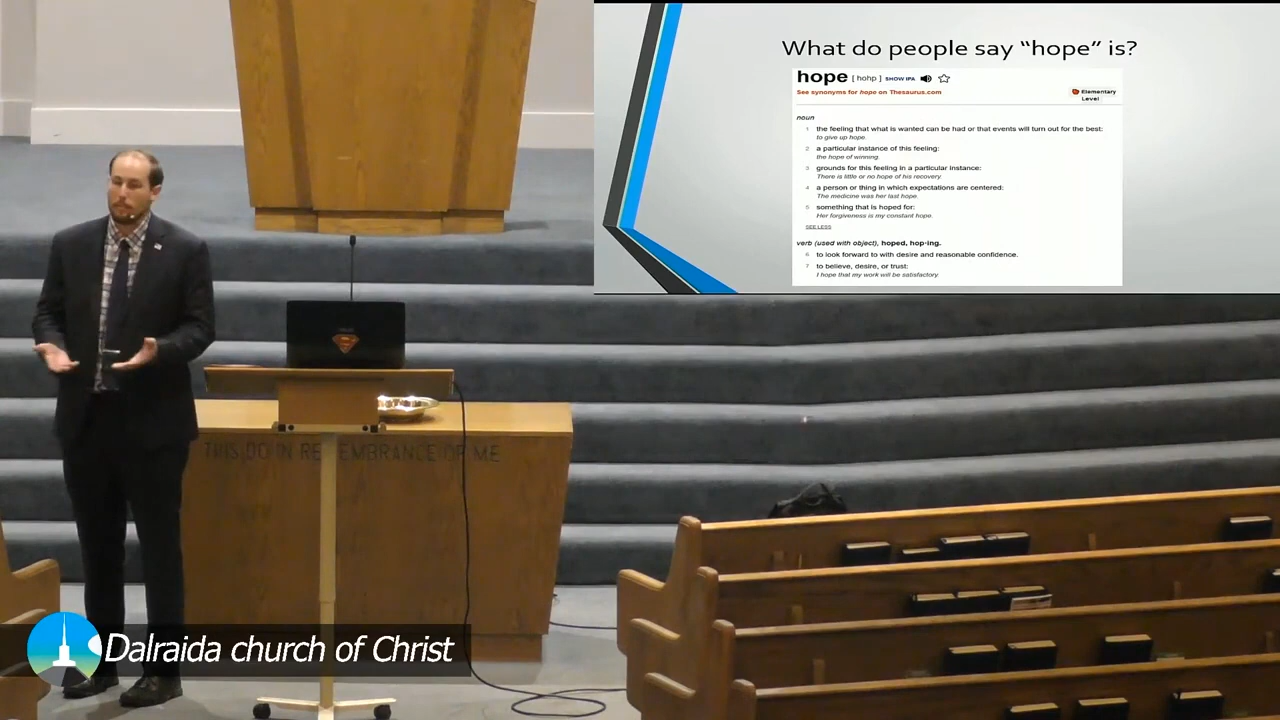 What do people say “hope” is?
hope [ hohp ] SHOW IPA
See synonyms for hope on Thesaurus.com
Elementary
Level
noun
1 the feeling that what is wanted can be had or that events will turn out for the best:
to give up hope.
2 a particular instance of this feeling:
the hope of winning.
3 grounds for this feeling in a particular instance:
There is little or no hope of his recovery.
4 a person or thing in which expectations are centered:
The medicine was her last hope.
5 something that is hoped for:
Her forgiveness is my constant hope.
SEE LESS
verb (used with object), hoped, hop·ing.
6 to look forward to with desire and reasonable confidence.
7 to believe, desire, or trust:
I hope that my work will be satisfactory
THIS DO IN REMEMBRANCE OF ME
Dalraida church of Christ